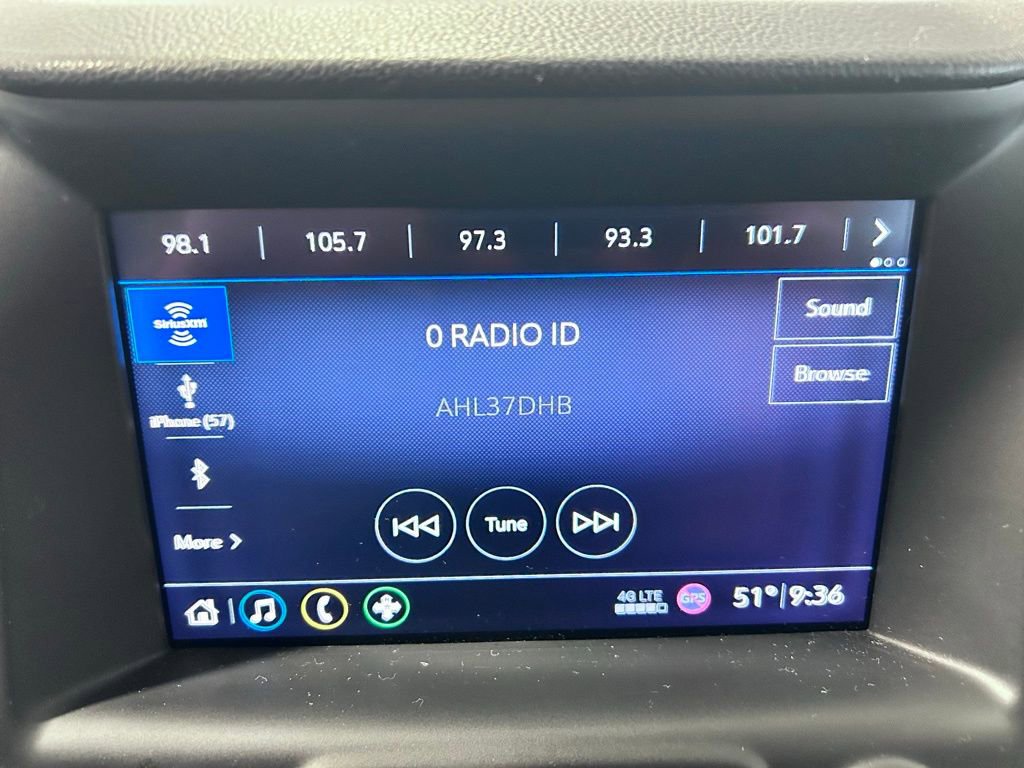 98.1 | 105.7 | 97.3 | 93.3 | 101.7
SiriusXM
Sound
0 RADIO ID
Browse
iPhone (57)
AHL37DHB
Tune
More
4G LTE
GPS
51° | 9:36